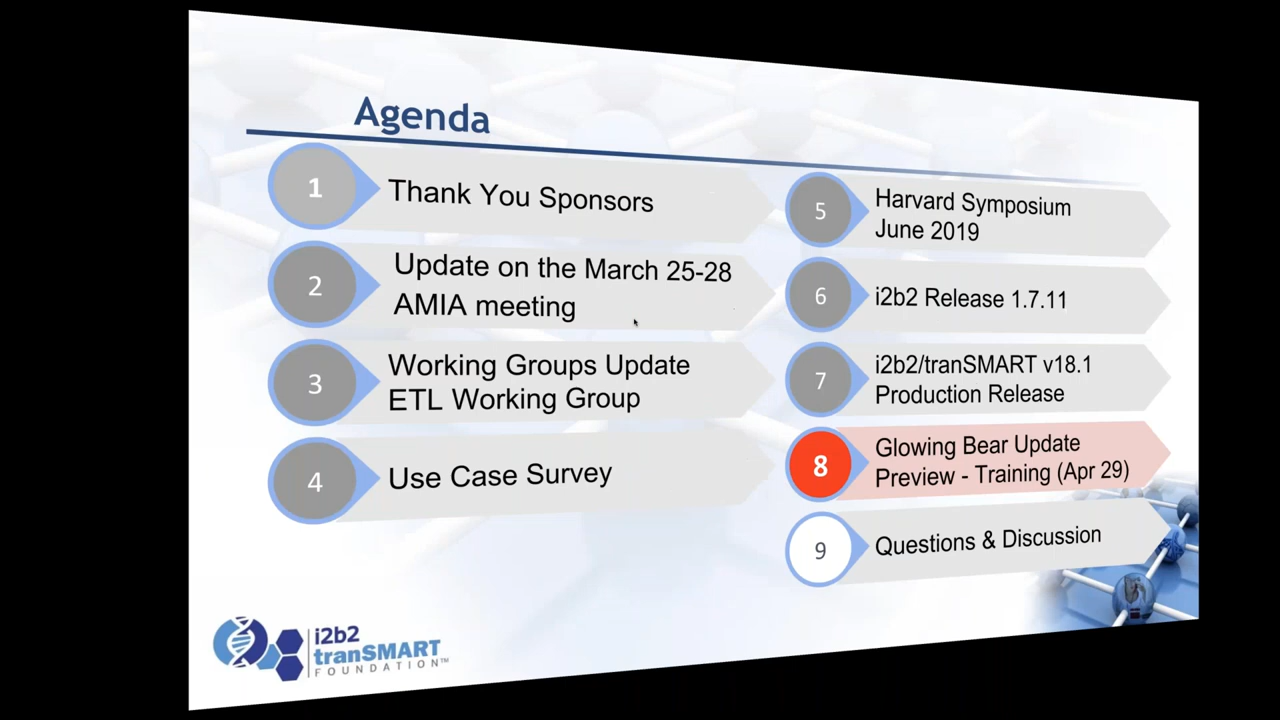 Agenda
1
Thank You Sponsors
2
Update on the March 25-28
AMIA meeting
3
Working Groups Update
ETL Working Group
4
Use Case Survey
5
Harvard Symposium
June 2019
6
i2b2 Release 1.7.11
7
i2b2/tranSMART v18.1
Production Release
8
Glowing Bear Update
Preview - Training (Apr 29)
9
Questions & Discussion
i2b2
tranSMART
FOUNDATION™